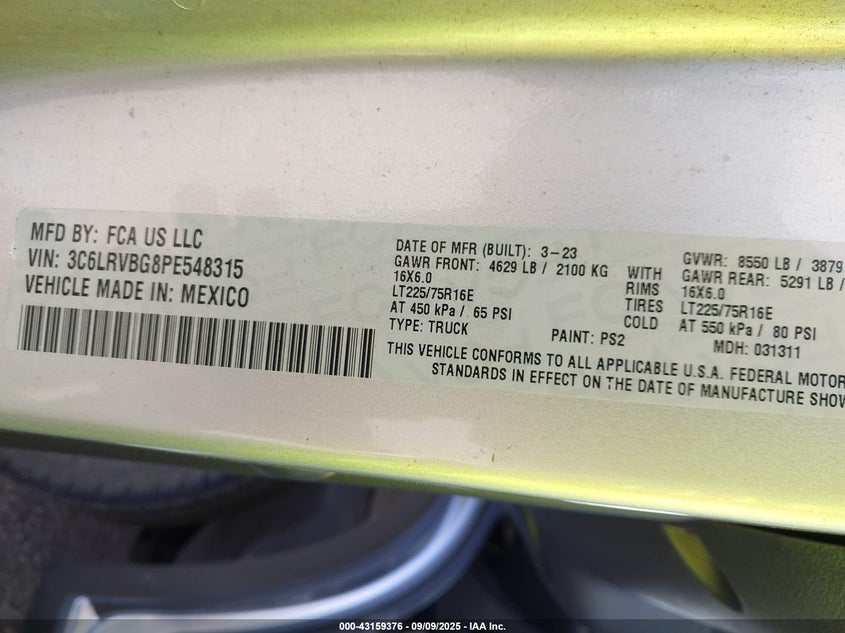 MFD BY: FCA US LLC
VIN: 3C6LRVBG8PE548315
VEHICLE MADE IN: MEXICO
DATE OF MFR (BUILT): 3-23
GAWR FRONT: 4629 LB / 2100 KG
16X6.0
LT225/75R16E
AT 450 kPa / 65 PSI
TYPE: TRUCK
PAINT: PS2
WITH
RIMS
TIRES
COLD
GVWR: 8550 LB / 3879
GAWR REAR: 5291 LB /
16X6.0
LT225/75R16E
AT 550 kPa / 80 PSI
MDH: 031311
THIS VEHICLE CONFORMS TO ALL APPLICABLE U.S.A. FEDERAL MOTOR
STANDARDS IN EFFECT ON THE DATE OF MANUFACTURE SHOW
000-43159376 - 09/09/2025 - IAA Inc.